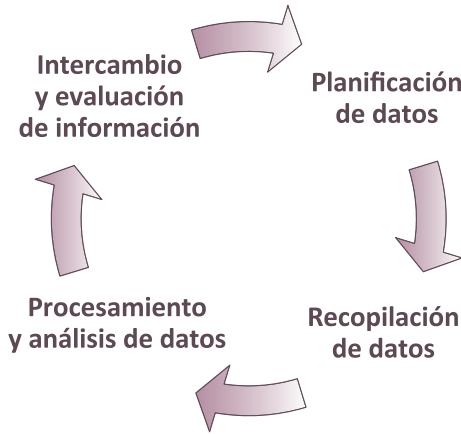 Intercambio
y evaluación
de información
Planificación
de datos
Recopilación
de datos
Procesamiento
y análisis de datos